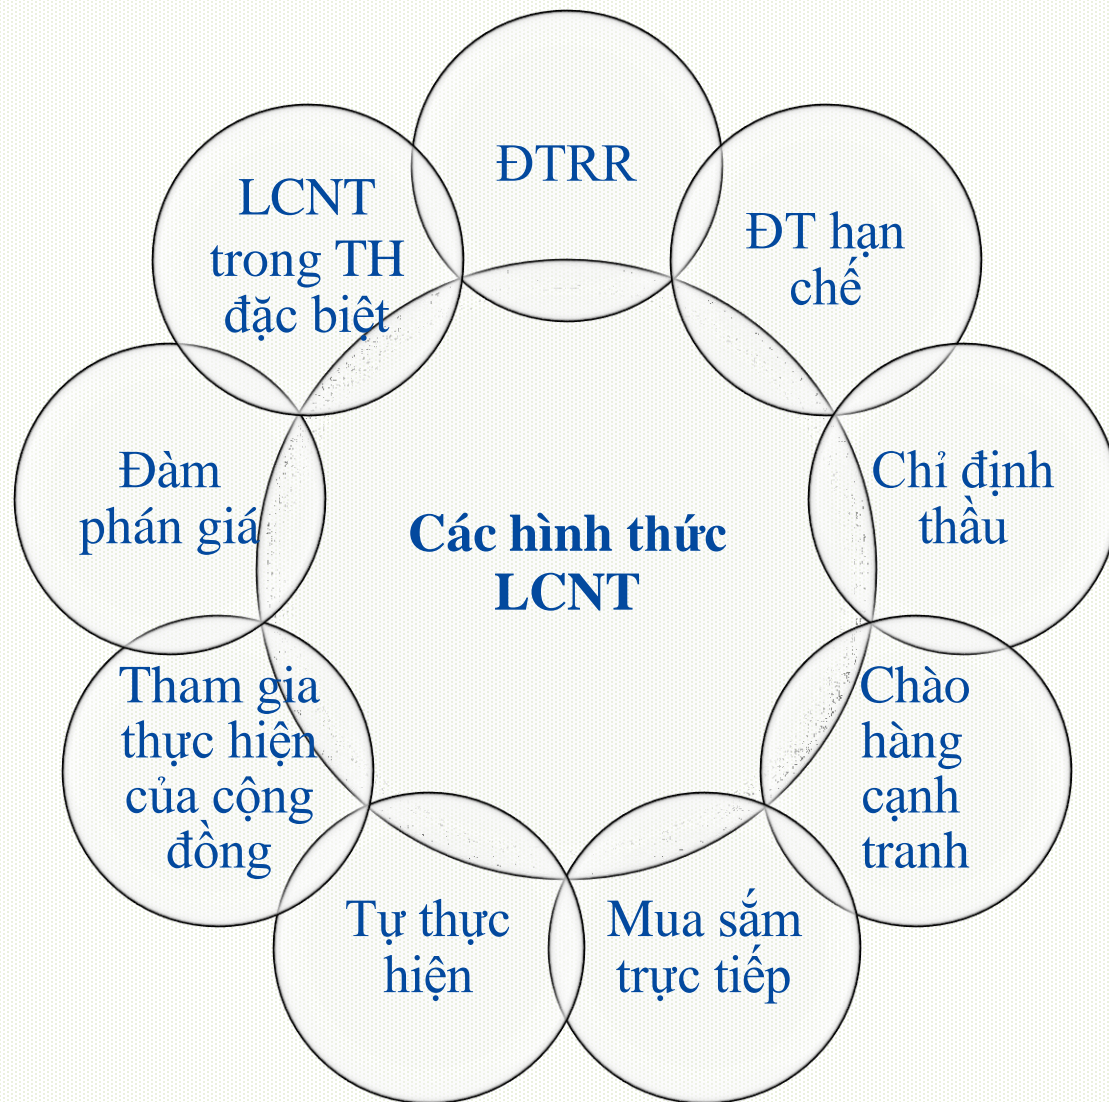 ĐTRR
ĐT hạn
chế
Chỉ định
thầu
Chào
hàng
cạnh
tranh
Mua sắm
trực tiếp
Tự thực
hiện
Tham gia
thực hiện
của cộng
đồng
Đàm
phán giá
LCNT
trong TH
đặc biệt
Các hình thức
LCNT